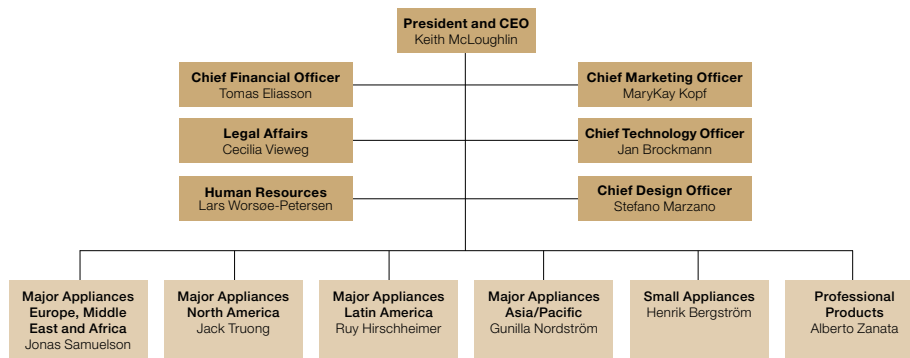 President and CEO
Keith McLoughlin
Chief Financial Officer
Tomas Eliasson
Chief Marketing Officer
MaryKay Kopf
Legal Affairs
Cecilia Vieweg
Chief Technology Officer
Jan Brockmann
Human Resources
Lars Worsøe-Petersen
Chief Design Officer
Stefano Marzano
Major Appliances
Europe, Middle
East and Africa
Jonas Samuelson
Major Appliances
North America
Jack Truong
Major Appliances
Latin America
Ruy Hirschheimer
Major Appliances
Asia/Pacific
Gunilla Nordström
Small Appliances
Henrik Bergström
Professional
Products
Alberto Zanata